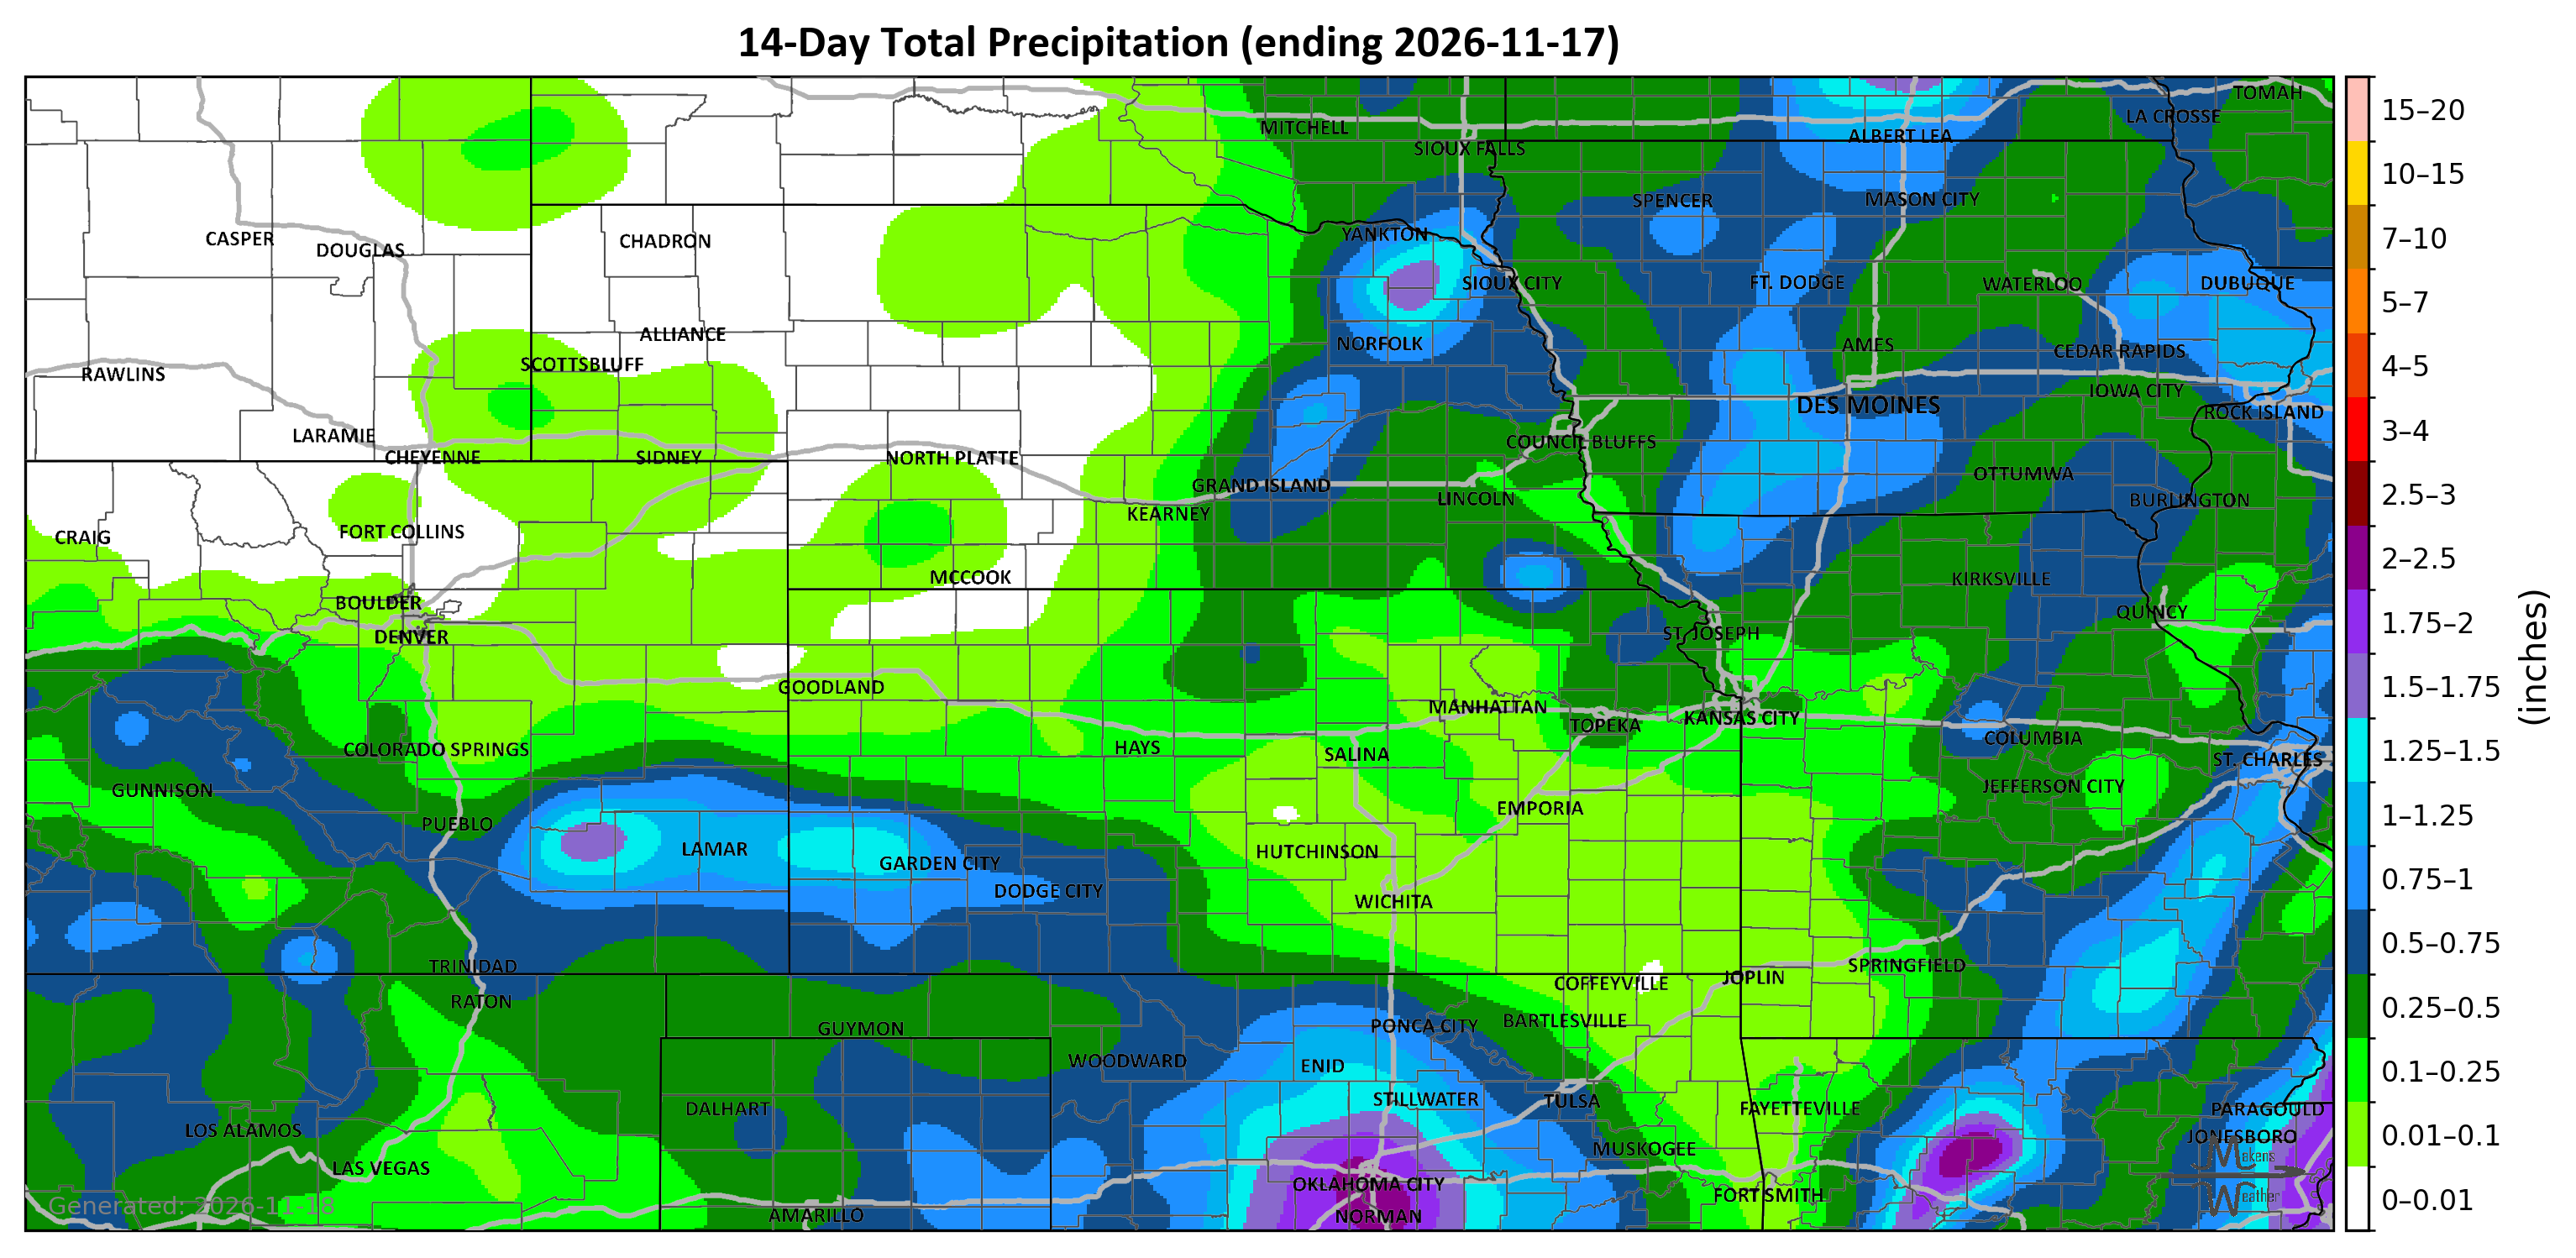 14-Day Total Precipitation (ending 2026-11-17)
TOMAH
LA CROSSE
MITCHELL
ALBERT LEA
SIOUX FALLS
SPENCER
MASON CITY
YANKTON
CASPER
DOUGLAS
CHADRON
SIOUX CITY
FT. DODGE
WATERLOO
DUBUQUE
ALLIANCE
NORFOLK
AMES
CEDAR RAPIDS
SCOTTSBLUFF
RAWLINS
IOWA CITY
DES MOINES
ROCK ISLAND
LARAMIE
COUNCIL BLUFFS
CHEYENNE
SIDNEY
NORTH PLATTE
OTTUMWA
GRAND ISLAND
LINCOLN
BURLINGTON
KEARNEY
CRAIG
FORT COLLINS
MCCOOK
KIRKSVILLE
BOULDER
QUINCY
DENVER
ST. JOSEPH
GOODLAND
MANHATTAN
TOPEKA
KANSAS CITY
COLUMBIA
COLORADO SPRINGS
HAYS
SALINA
ST. CHARLES
GUNNISON
JEFFERSON CITY
EMPORIA
PUEBLO
LAMAR
HUTCHINSON
GARDEN CITY
DODGE CITY
WICHITA
TRINIDAD
SPRINGFIELD
COFFEYVILLE
JOPLIN
RATON
GUYMON
PONCA CITY
BARTLESVILLE
WOODWARD
ENID
STILLWATER
TULSA
DALHART
FAYETTEVILLE
PARAGOULD
LOS ALAMOS
JONESBORO
MUSKOGEE
LAS VEGAS
OKLAHOMA CITY
FORT SMITH
AMARILLO
NORMAN
Makens
Weather
Generated: 2026-11-18
15–20
10–15
7–10
5–7
4–5
3–4
2.5–3
2–2.5
1.75–2
1.5–1.75
1.25–1.5
1–1.25
0.75–1
0.5–0.75
0.25–0.5
0.1–0.25
0.01–0.1
0–0.01
(inches)